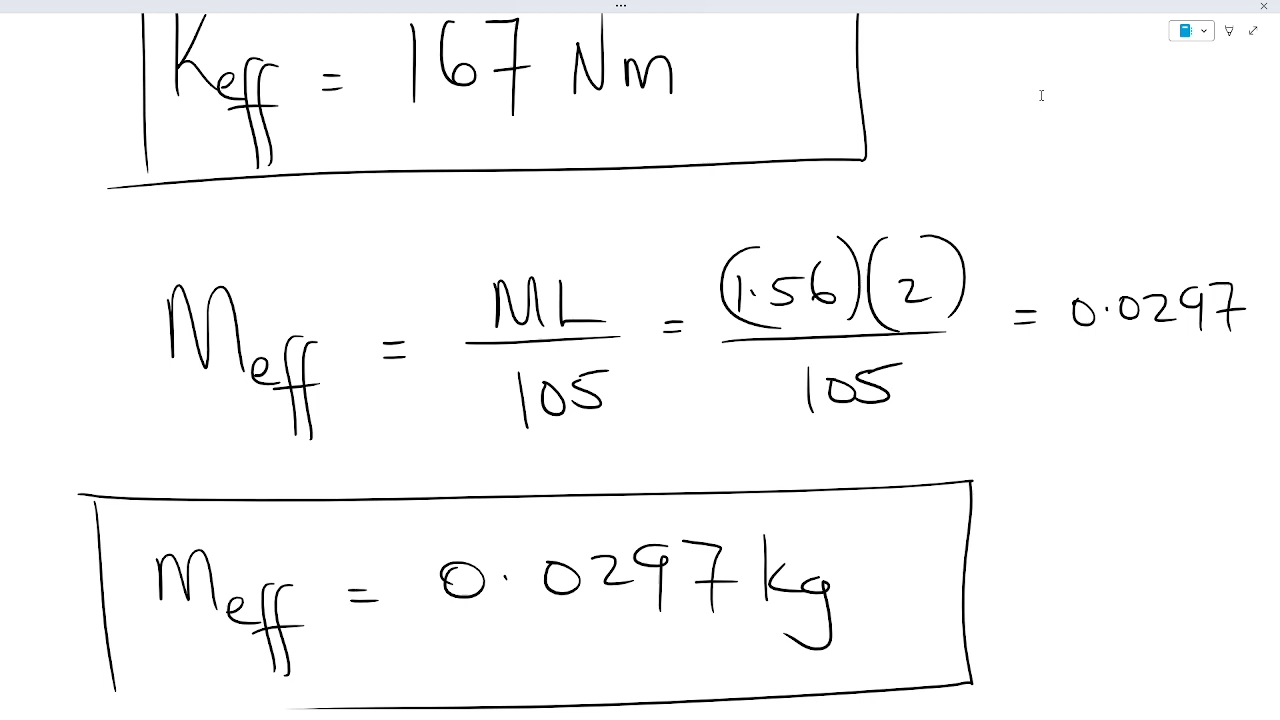 Keff = 167 Nm
Meff = ML/105 = (1.56)(2)/105 = 0.0297
Meff = 0.0297 kg